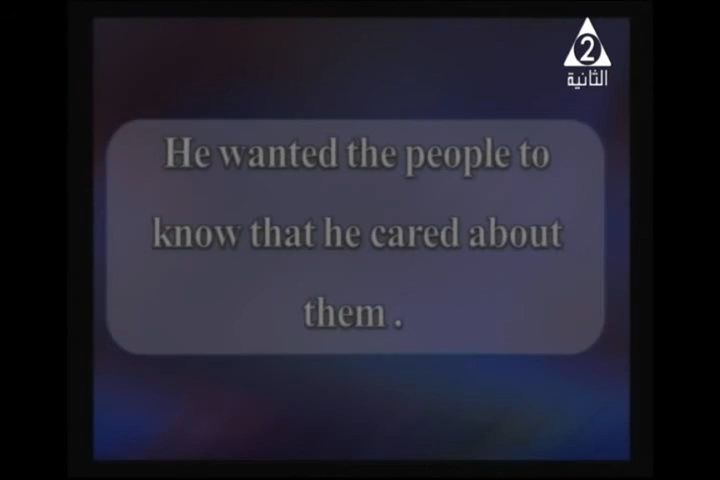 2
الثانية
He wanted the people to
know that he cared about
them .